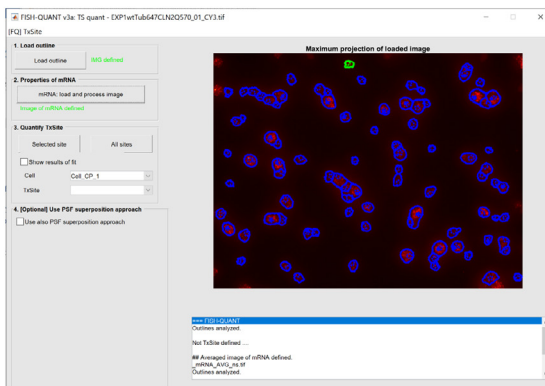 FISH-QUANT v3a: TS quant - EXP1wtTub647CLN2Q570_01_CY3.tif
[FQ] TxSite
1. Load outline
Load outline
IMG defined
2. Properties of mRNA
mRNA: load and process image
Image of mRNA defined
3. Quantify TxSite
Selected site
All sites
Show results of fit
Cell
Cell_CP_1
TxSite
4. [Optional] Use PSF superposition approach
Use also PSF superposition approach
Maximum projection of loaded image
=== FISH-QUANT
Outlines analyzed.
Not TxSite defined ....
## Averaged image of mRNA defined.
_mRNA_AVG_ns.tif
Outlines analyzed.